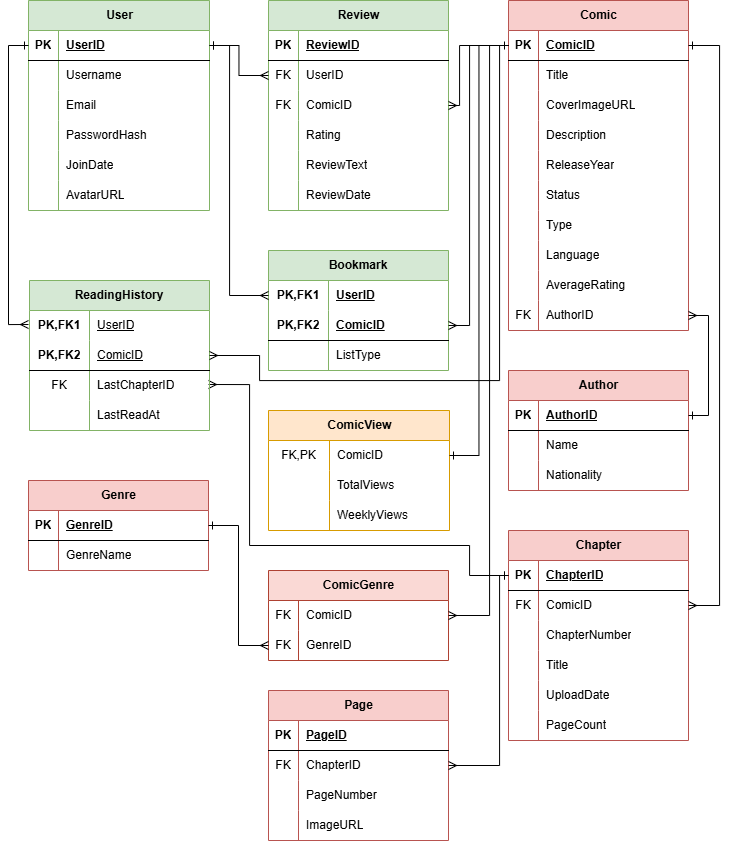 User
PK UserID
Username
Email
PasswordHash
JoinDate
AvatarURL
Review
PK ReviewID
FK UserID
FK ComicID
Rating
ReviewText
ReviewDate
Comic
PK ComicID
Title
CoverImageURL
Description
ReleaseYear
Status
Type
Language
AverageRating
FK AuthorID
ReadingHistory
PK,FK1 UserID
PK,FK2 ComicID
FK LastChapterID
LastReadAt
Bookmark
PK,FK1 UserID
PK,FK2 ComicID
ListType
Author
PK AuthorID
Name
Nationality
ComicView
FK,PK ComicID
TotalViews
WeeklyViews
Genre
PK GenreID
GenreName
ComicGenre
FK ComicID
FK GenreID
Chapter
PK ChapterID
FK ComicID
ChapterNumber
Title
UploadDate
PageCount
Page
PK PageID
FK ChapterID
PageNumber
ImageURL